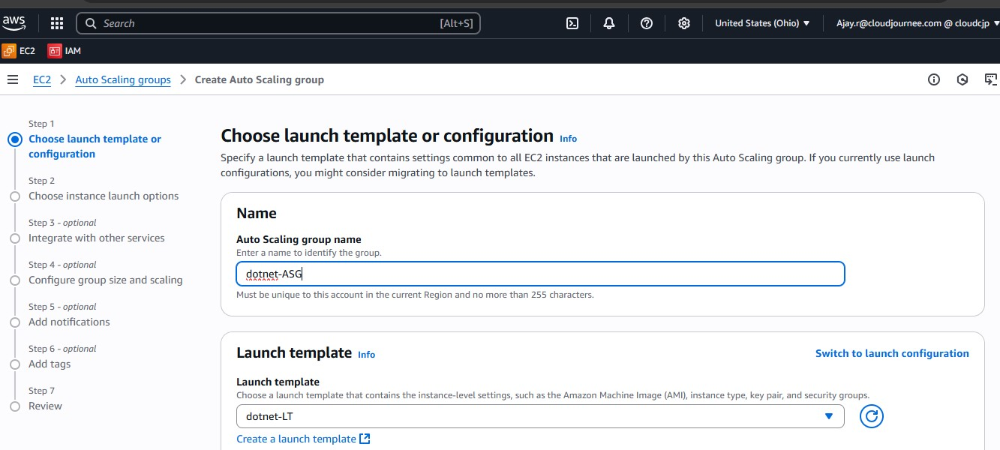 aws
Search
[Alt+S]
United States (Ohio)
Ajay.r@cloudjournee.com @ cloudcjp
EC2
IAM
EC2
Auto Scaling groups
Create Auto Scaling group
Step 1
Choose launch template or
configuration
Step 2
Choose instance launch options
Step 3 - optional
Integrate with other services
Step 4 - optional
Configure group size and scaling
Step 5 - optional
Add notifications
Step 6 - optional
Add tags
Step 7
Review
Choose launch template or configuration Info
Specify a launch template that contains settings common to all EC2 instances that are launched by this Auto Scaling group. If you currently use launch
configurations, you might consider migrating to launch templates.
Name
Auto Scaling group name
Enter a name to identify the group.
dotnet-ASG
Must be unique to this account in the current Region and no more than 255 characters.
Launch template Info
Switch to launch configuration
Launch template
Choose a launch template that contains the instance-level settings, such as the Amazon Machine Image (AMI), instance type, key pair, and security groups.
dotnet-LT
Create a launch template